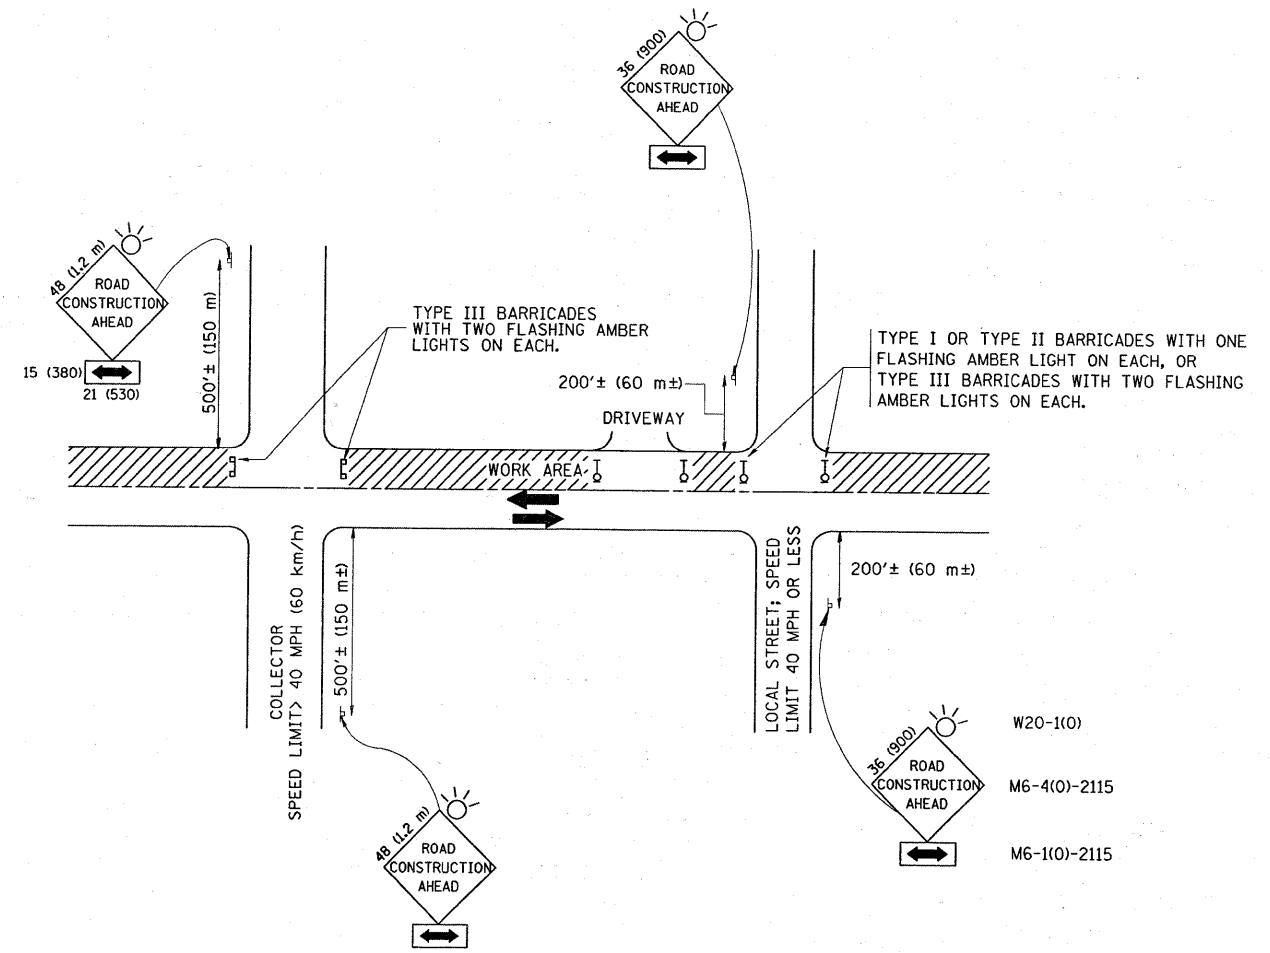 36 (900)
ROAD
CONSTRUCTION
AHEAD
48 (1.2 m)
ROAD
CONSTRUCTION
AHEAD
15 (380)
21 (530)
500'± (150 m)
TYPE III BARRICADES
WITH TWO FLASHING AMBER
LIGHTS ON EACH.
200'± (60 m±)
DRIVEWAY
TYPE I OR TYPE II BARRICADES WITH ONE
FLASHING AMBER LIGHT ON EACH, OR
TYPE III BARRICADES WITH TWO FLASHING
AMBER LIGHTS ON EACH.
WORK AREA
COLLECTOR
SPEED LIMIT> 40 MPH (60 km/h)
500'± (150 m±)
LOCAL STREET; SPEED
LIMIT 40 MPH OR LESS
200'± (60 m±)
48 (1.2 m)
ROAD
CONSTRUCTION
AHEAD
36 (900)
ROAD
CONSTRUCTION
AHEAD
W20-1(0)
M6-4(0)-2115
M6-1(0)-2115